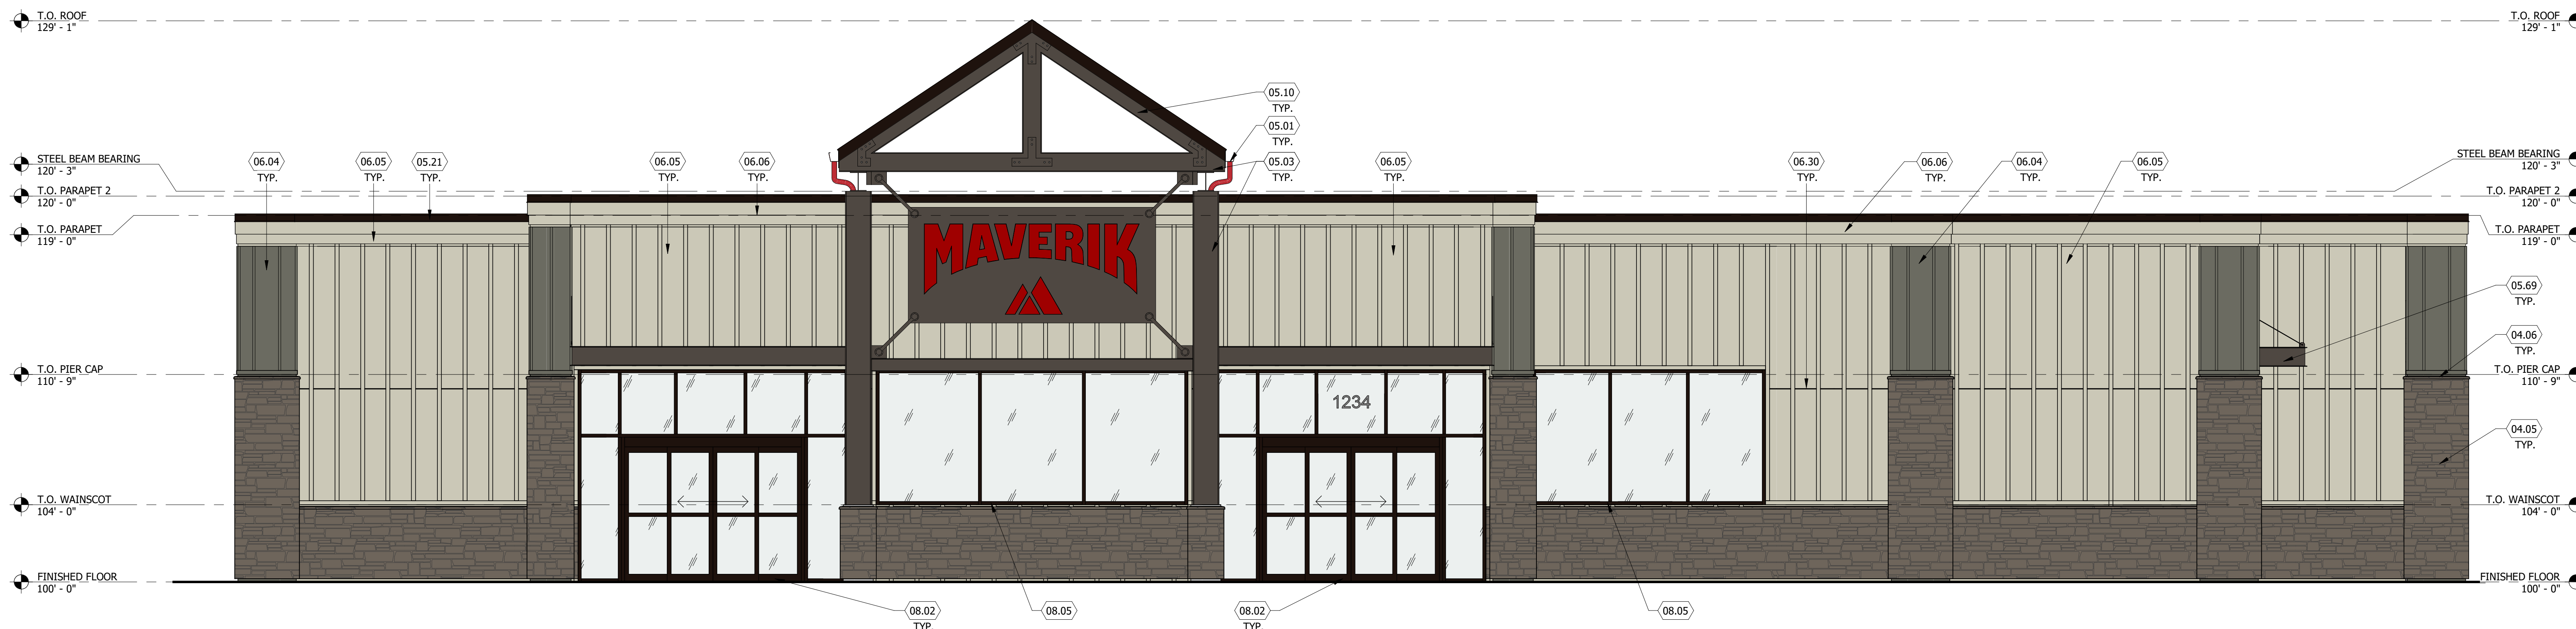 T.O. ROOF
129' - 1"
T.O. ROOF
129' - 1"
05.10
TYP.
05.01
TYP.
STEEL BEAM BEARING
120' - 3"
06.04
TYP.
06.05
TYP.
05.21
TYP.
06.05
TYP.
06.06
TYP.
05.03
TYP.
06.05
TYP.
06.30
TYP.
06.06
TYP.
06.04
TYP.
06.05
TYP.
STEEL BEAM BEARING
120' - 3"
T.O. PARAPET 2
120' - 0"
T.O. PARAPET 2
120' - 0"
T.O. PARAPET
119' - 0"
T.O. PARAPET
119' - 0"
MAVERIK
05.69
TYP.
04.06
TYP.
T.O. PIER CAP
110' - 9"
T.O. PIER CAP
110' - 9"
1234
04.05
TYP.
T.O. WAINSCOT
104' - 0"
T.O. WAINSCOT
104' - 0"
FINISHED FLOOR
100' - 0"
FINISHED FLOOR
100' - 0"
08.02
TYP.
08.05
08.02
TYP.
08.05